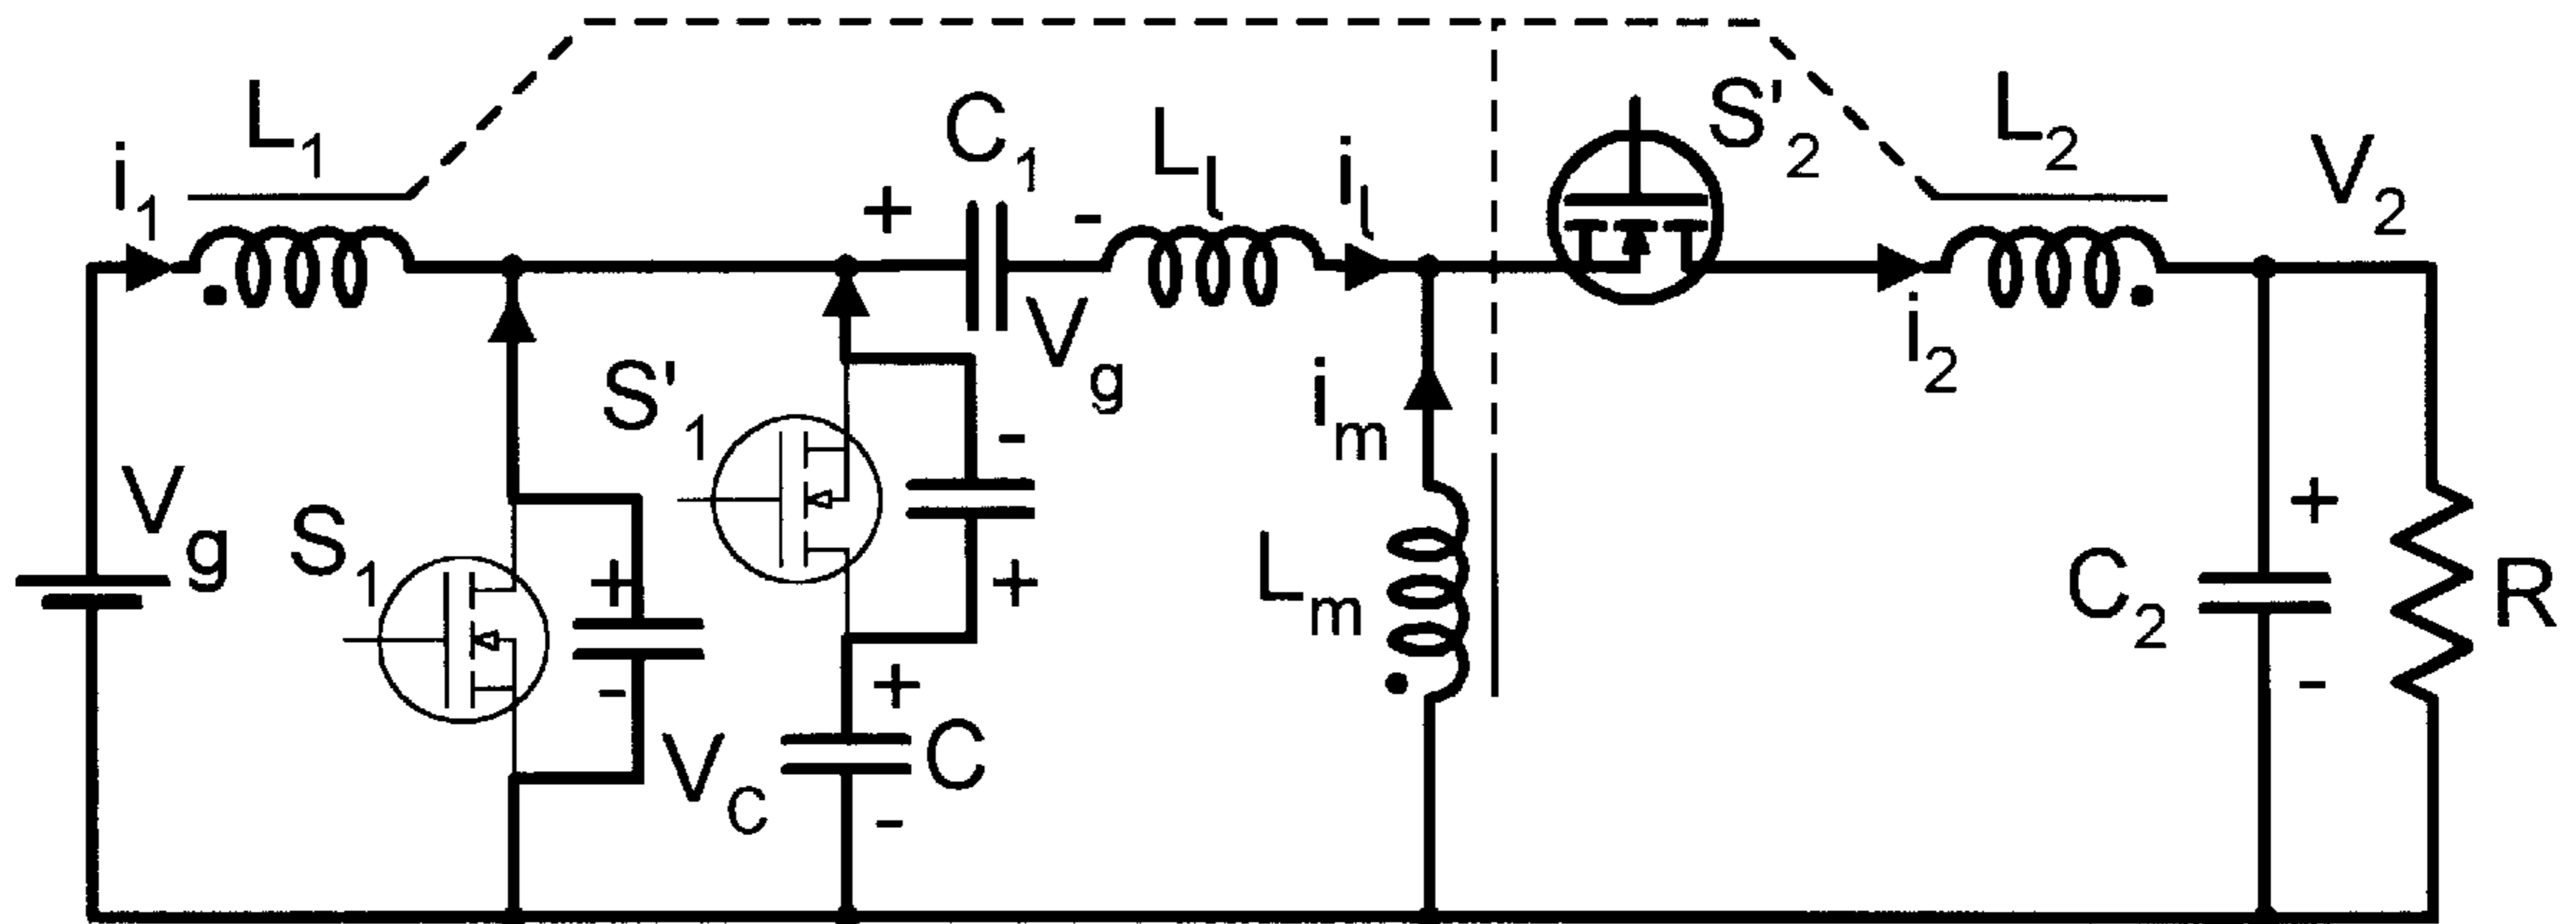 i1
L1
C1
Ll
il
S'2
L2
V2
Vg
S1
S'1
Vg
im
i2
VC
C
Lm
C2
R
+
-
+
-
-
+
+
-
+
-